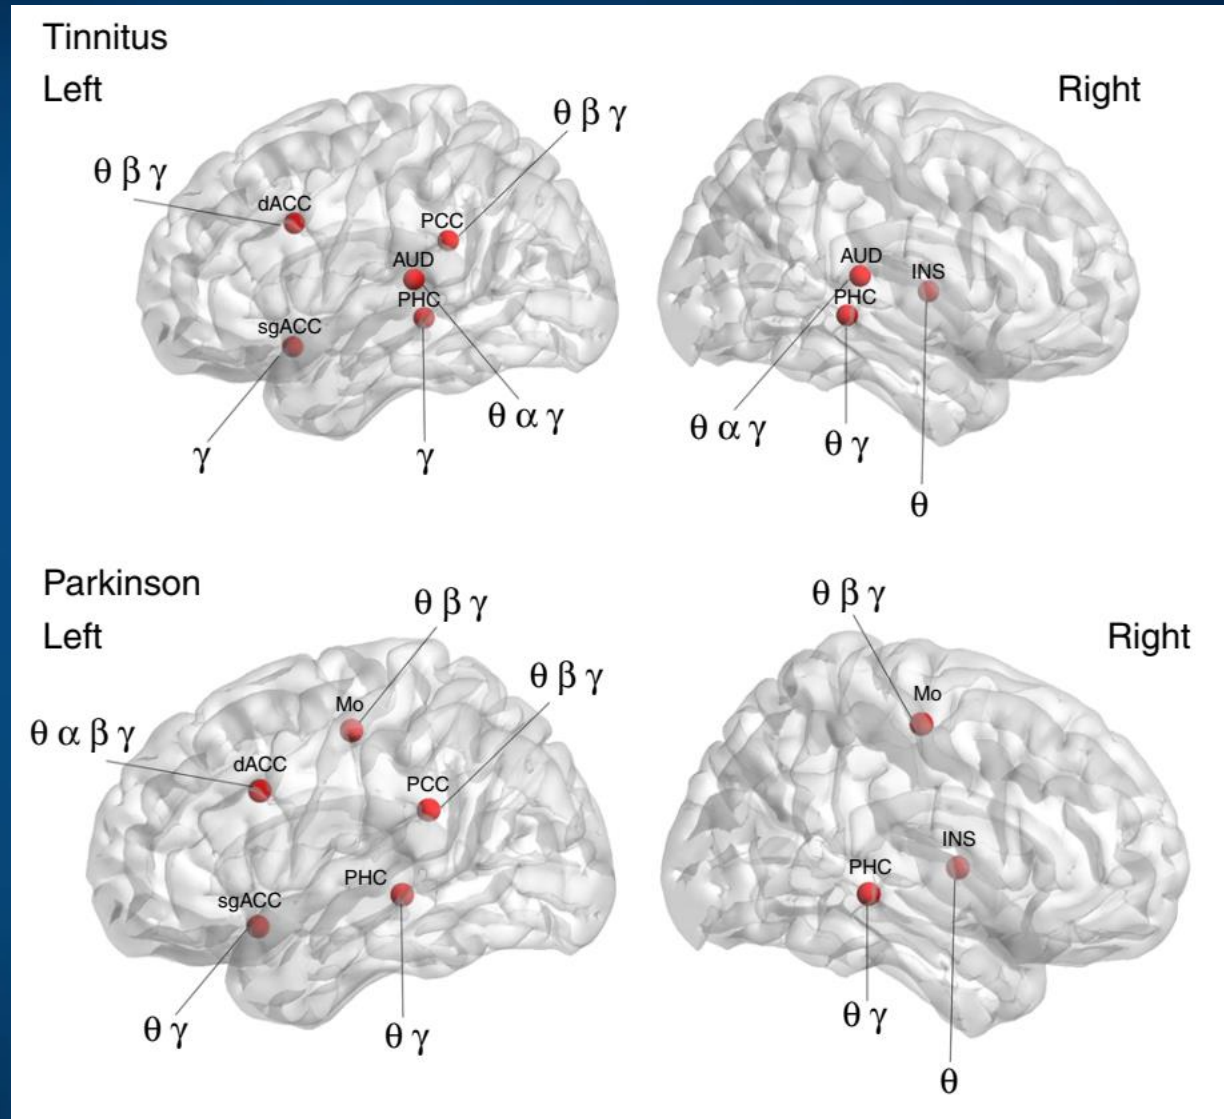 Tinnitus
Left
Right
θ β γ
θ β γ
dACC
PCC
AUD
PHC
sgACC
θ α γ
γ
γ
AUD
INS
PHC
θ α γ
θ γ
θ
Parkinson
Left
Right
θ β γ
θ β γ
θ α β γ
Mo
dACC
PCC
PHC
sgACC
θ γ
θ γ
θ β γ
Mo
INS
PHC
θ γ
θ